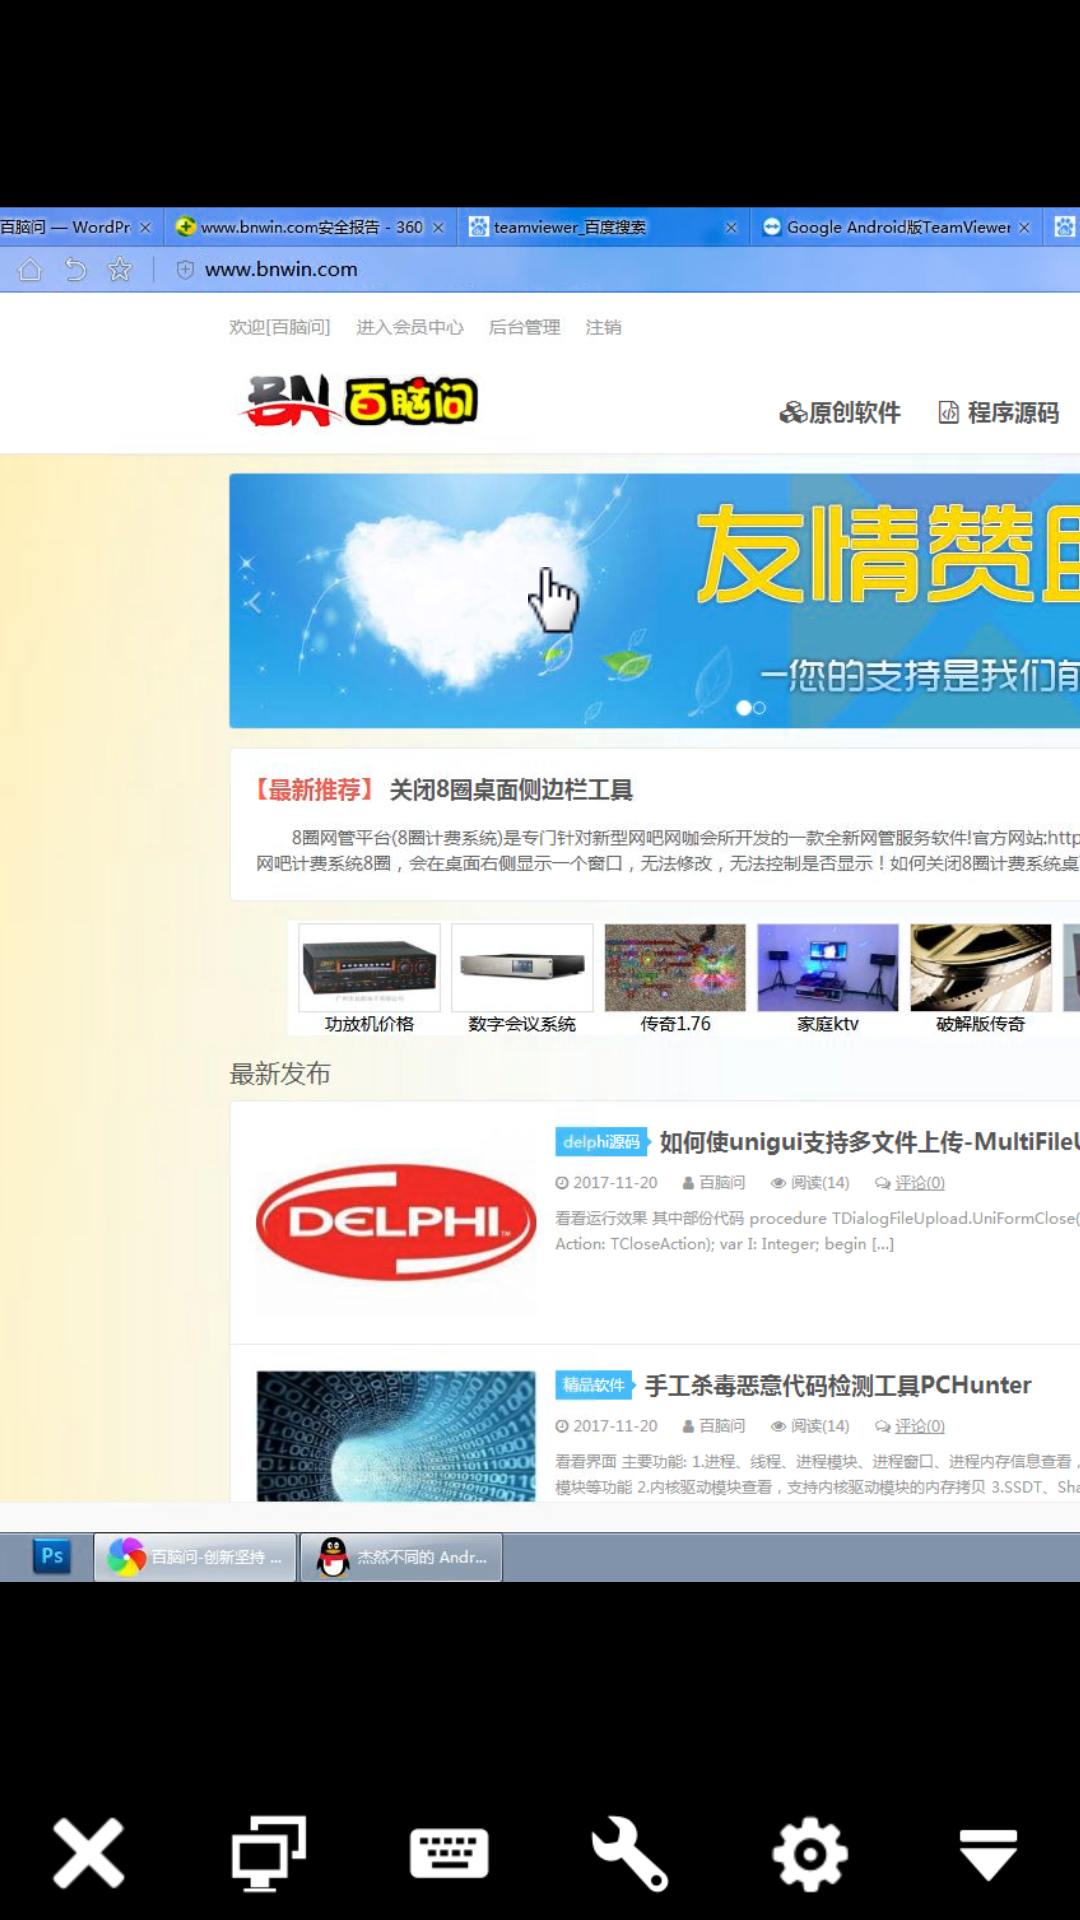 百脑问 — WordPr
www.bnwin.com安全报告 - 360
teamviewer_百度搜索
Google Android版TeamViewer
www.bnwin.com
欢迎[百脑问] 进入会员中心 后台管理 注销
BN 百脑问
原创软件 程序源码
友情赞
一您的支持是我们前
【最新推荐】 关闭8圈桌面侧边栏工具
8圈网管平台(8圈计费系统)是专门针对新型网吧网咖会所开发的一款全新网管服务软件!官方网站:http
网吧计费系统8圈，会在桌面右侧显示一个窗口，无法修改，无法控制是否显示！如何关闭8圈计费系统桌
功放机价格 数字会议系统 传奇1.76 家庭ktv 破解版传奇
最新发布
DELPHI™
delphi源码 如何使unigui支持多文件上传-MultiFileU
2017-11-20 百脑问 阅读(14) 评论(0)
看看运行效果 其中部份代码 procedure TDialogFileUpload.UniFormClose(
Action: TCloseAction); var I: Integer; begin [...]
精品软件 手工杀毒恶意代码检测工具PCHunter
2017-11-20 百脑问 阅读(14) 评论(0)
看看界面 主要功能: 1.进程、线程、进程模块、进程窗口、进程内存信息查看，
模块等功能 2.内核驱动模块查看，支持内核驱动模块的内存拷贝 3.SSDT、Sha
Ps
百脑问-创新坚持 ...
杰然不同的 Andr...